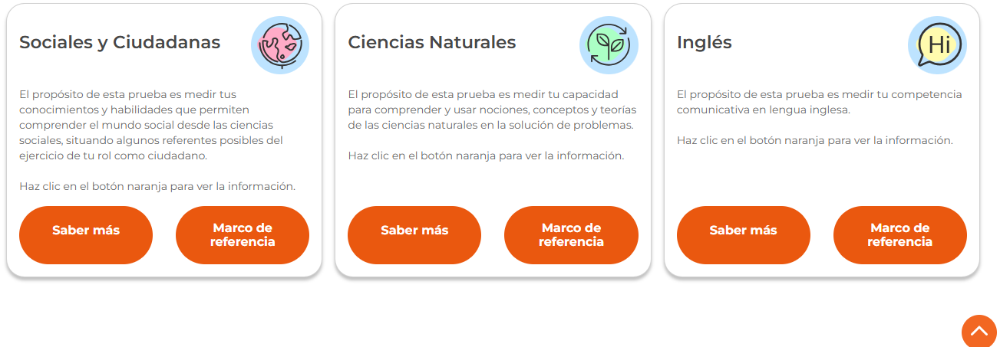 Sociales y Ciudadanas
El propósito de esta prueba es medir tus
conocimientos y habilidades que permiten
comprender el mundo social desde las ciencias
sociales, situando algunos referentes posibles del
ejercicio de tu rol como ciudadano.
Haz clic en el botón naranja para ver la información.
Saber más
Marco de
referencia
Ciencias Naturales
El propósito de esta prueba es medir tu capacidad
para comprender y usar nociones, conceptos y teorías
de las ciencias naturales en la solución de problemas.
Haz clic en el botón naranja para ver la información.
Saber más
Marco de
referencia
Inglés
Hi
El propósito de esta prueba es medir tu competencia
comunicativa en lengua inglesa.
Haz clic en el botón naranja para ver la información.
Saber más
Marco de
referencia